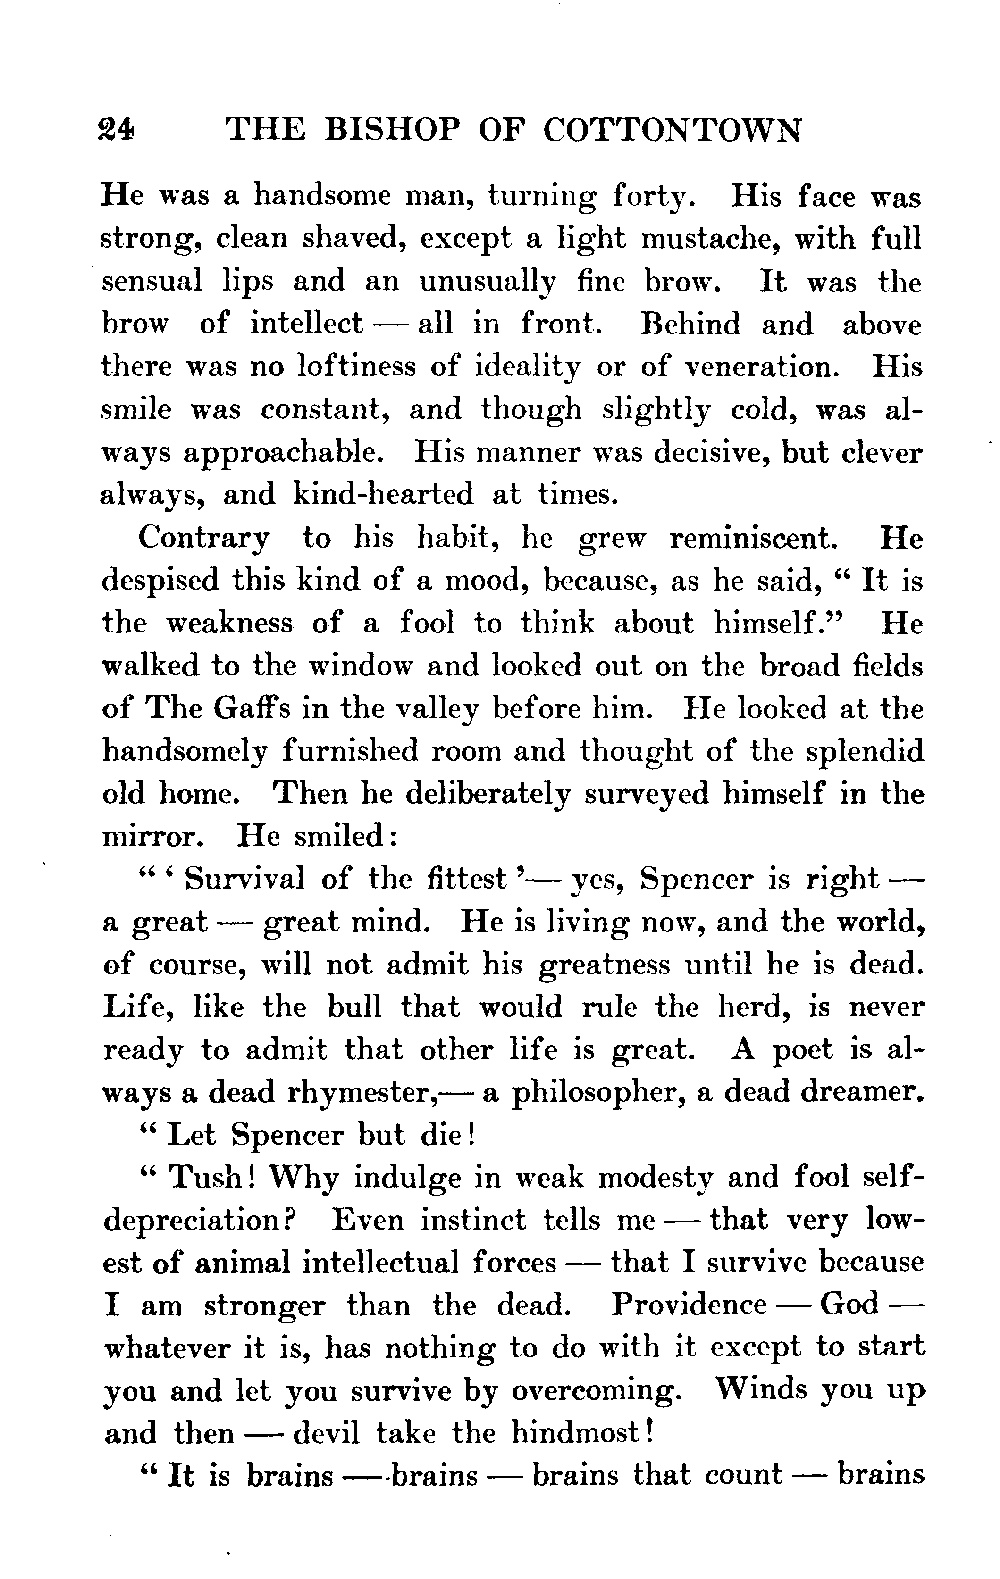 24 THE BISHOP OF COTTONTOWN
He was a handsome man, turning forty. His face was
strong, clean shaved, except a light mustache, with full
sensual lips and an unusually fine brow. It was the
brow of intellect — all in front. Behind and above
there was no loftiness of ideality or of veneration. His
smile was constant, and though slightly cold, was al-
ways approachable. His manner was decisive, but clever
always, and kind-hearted at times.
Contrary to his habit, he grew reminiscent. He
despised this kind of a mood, because, as he said, “ It is
the weakness of a fool to think about himself.” He
walked to the window and looked out on the broad fields
of The Gaffs in the valley before him. He looked at the
handsomely furnished room and thought of the splendid
old home. Then he deliberately surveyed himself in the
mirror. He smiled:
“ ‘ Survival of the fittest ’— yes, Spencer is right —
a great — great mind. He is living now, and the world,
of course, will not admit his greatness until he is dead.
Life, like the bull that would rule the herd, is never
ready to admit that other life is great. A poet is al-
ways a dead rhymester,— a philosopher, a dead dreamer.
“ Let Spencer but die!
“ Tush! Why indulge in weak modesty and fool self-
depreciation? Even instinct tells me — that very low-
est of animal intellectual forces — that I survive because
I am stronger than the dead. Providence — God —
whatever it is, has nothing to do with it except to start
you and let you survive by overcoming. Winds you up
and then — devil take the hindmost!
“ It is brains — brains — brains that count — brains